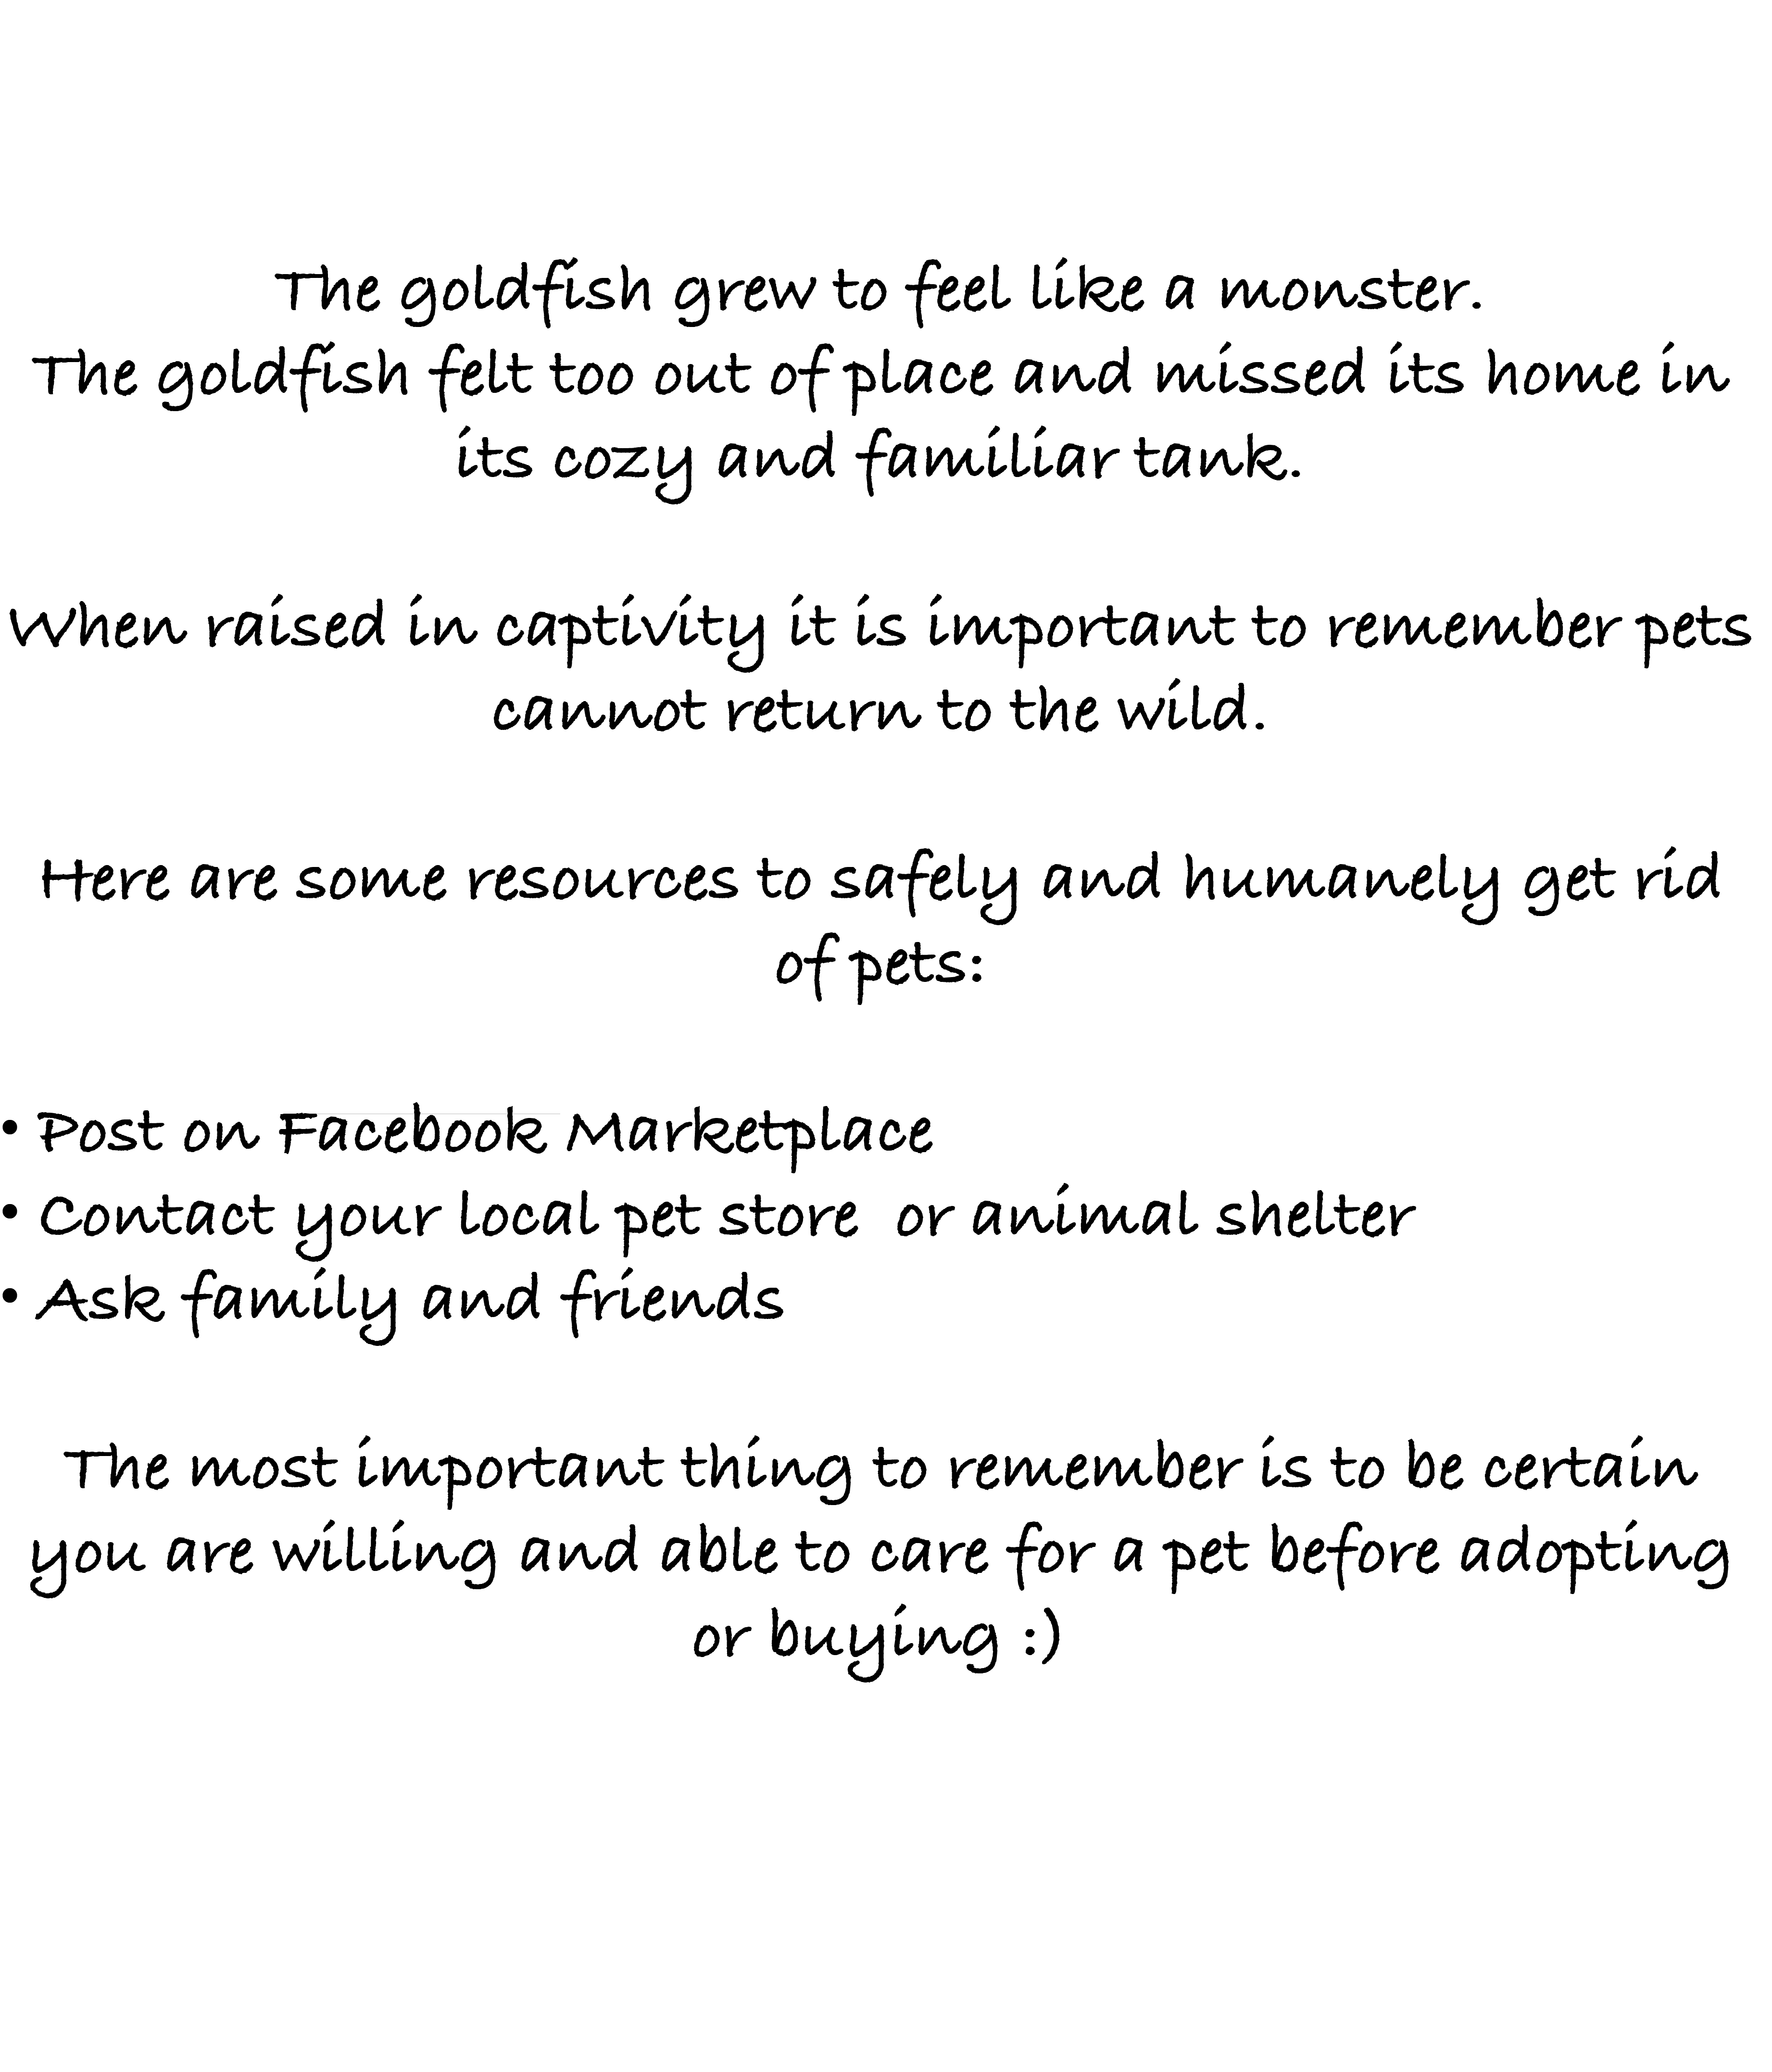 The goldfish grew to feel like a monster.
The goldfish felt too out of place and missed its home in
its cozy and familiar tank.
When raised in captivity it is important to remember pets
cannot return to the wild.
Here are some resources to safely and humanely get rid
of pets:
• Post on Facebook Marketplace
• Contact your local pet store  or animal shelter
• Ask family and friends
The most important thing to remember is to be certain
you are willing and able to care for a pet before adopting
or buying :)